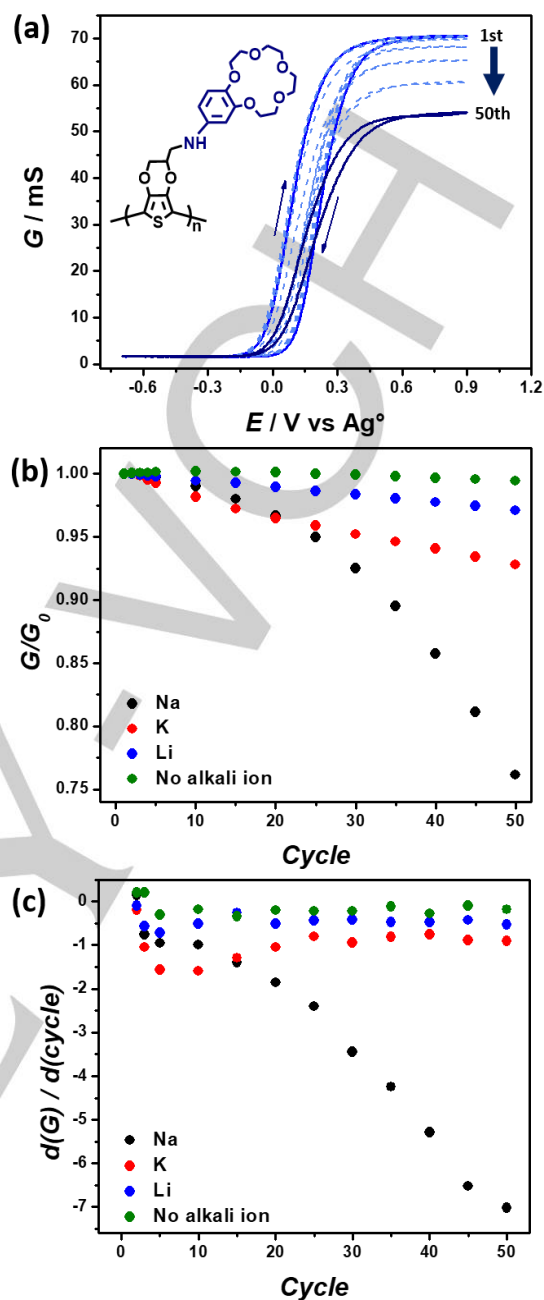 (a)
70
60
50
40
30
20
10
0
G / mS
1st
50th
O
O
O
O
O
NH
O
O
S
n
-0.6 -0.3 0.0 0.3 0.6 0.9 1.2
E / V vs Ag°
(b)
1.00
0.95
0.90
0.85
0.80
0.75
G/G0
Na
K
Li
No alkali ion
0 10 20 30 40 50
Cycle
(c)
0
-1
-2
-3
-4
-5
-6
-7
d(G) / d(cycle)
Na
K
Li
No alkali ion
0 10 20 30 40 50
Cycle